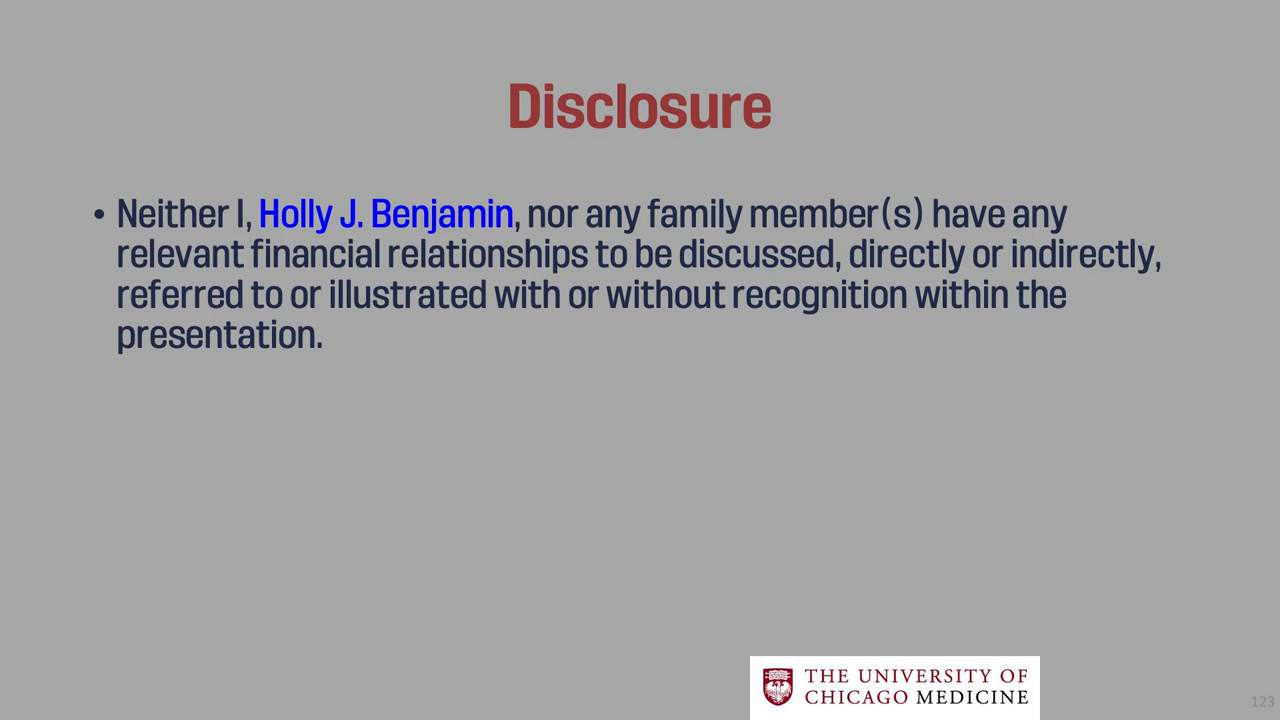 Disclosure
• Neither I, Holly J. Benjamin, nor any family member(s) have any
relevant financial relationships to be discussed, directly or indirectly,
referred to or illustrated with or without recognition within the
presentation.
THE UNIVERSITY OF
CHICAGO MEDICINE
123